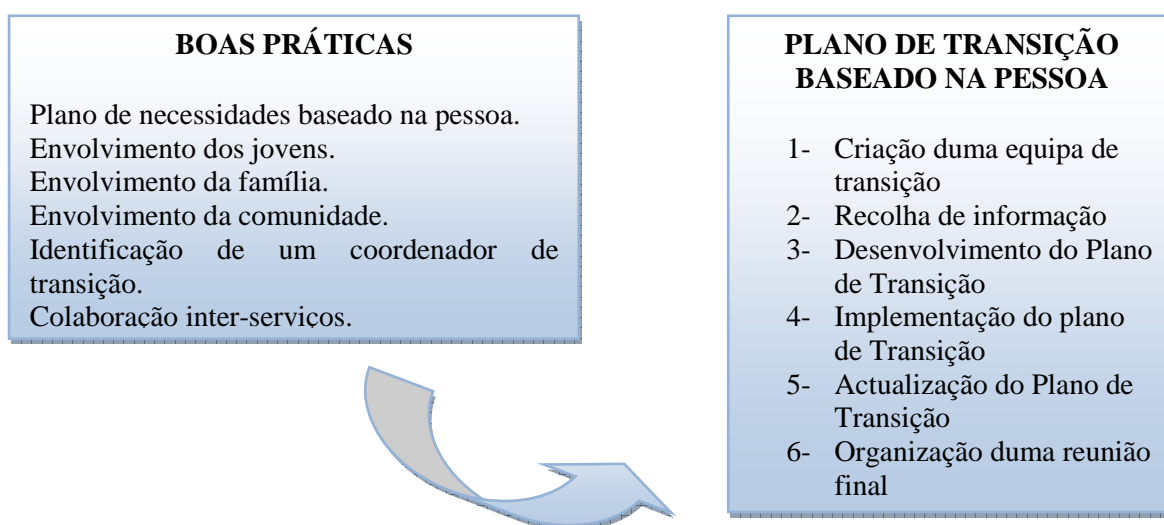 BOAS PRÁTICAS
Plano de necessidades baseado na pessoa.
Envolvimento dos jovens.
Envolvimento da família.
Envolvimento da comunidade.
Identificação de um coordenador de
transição.
Colaboração inter-serviços.
PLANO DE TRANSIÇÃO
BASEADO NA PESSOA
1- Criação duma equipa de
transição
2- Recolha de informação
3- Desenvolvimento do Plano
de Transição
4- Implementação do plano
de Transição
5- Actualização do Plano de
Transição
6- Organização duma reunião
final